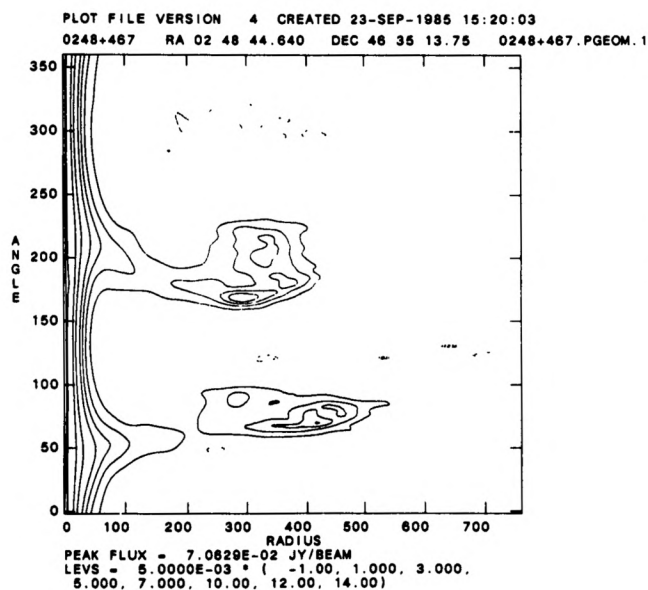 PLOT FILE VERSION 4 CREATED 23-SEP-1985 15:20:03
0248+467 RA 02 48 44.640 DEC 46 35 13.75 0248+467.PGEOM.1
350
300
250
200
150
100
50
0
ANGLE
0 100 200 300 400 500 600 700
RADIUS
PEAK FLUX = 7.0629E-02 JY/BEAM
LEVS = 5.0000E-03 * ( -1.00, 1.000, 3.000,
5.000, 7.000, 10.00, 12.00, 14.00)